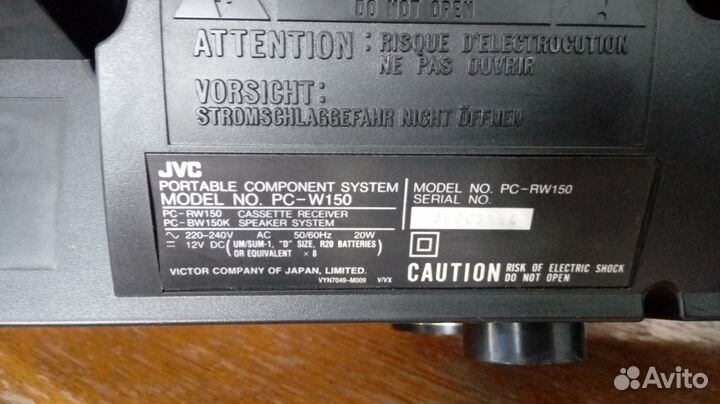 DO NOT OPEN
ATTENTION : RISQUE D'ELECTROCUTION
NE PAS OUVRIR
VORSICHT:
STROMSCHLAGGEFAHR NICHT ÖFFNEN
JVC
PORTABLE COMPONENT SYSTEM
MODEL NO. PC-W150
PC-RW150 CASSETTE RECEIVER
PC-BW150K SPEAKER SYSTEM
220-240V AC 50/60Hz 20W
12V DC (UM/SUM-1, "D" SIZE, R20 BATTERIES)
OR EQUIVALENT × 8
VICTOR COMPANY OF JAPAN, LIMITED.
VYN7049-M009 V/VX
MODEL NO. PC-RW150
SERIAL NO.
CAUTION RISK OF ELECTRIC SHOCK
DO NOT OPEN
Avito